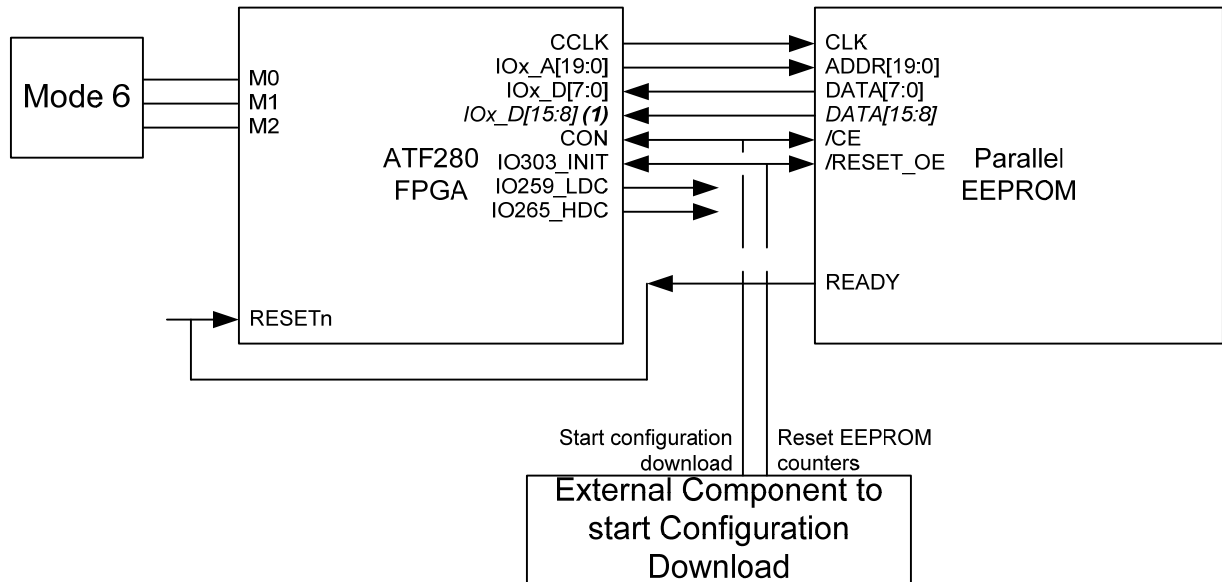 Mode 6
M0
M1
M2
RESETn
ATF280
FPGA
CCLK
IOx_A[19:0]
IOx_D[7:0]
IOx_D[15:8] (1)
CON
IO303_INIT
IO259_LDC
IO265_HDC
CLK
ADDR[19:0]
DATA[7:0]
DATA[15:8]
/CE
/RESET_OE
READY
Parallel
EEPROM
Start configuration
download
Reset EEPROM
counters
External Component to
start Configuration
Download